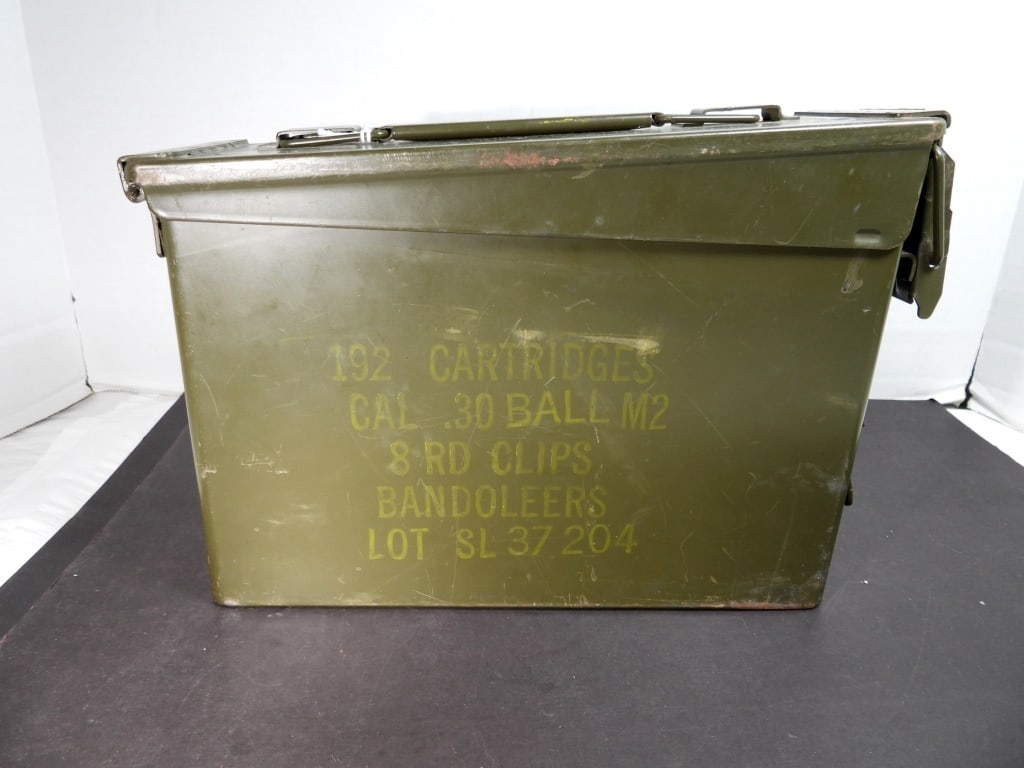 192 CARTRIDGES
CAL .30 BALL M2
8 RD CLIPS
BANDOLEERS
LOT SL 37 204